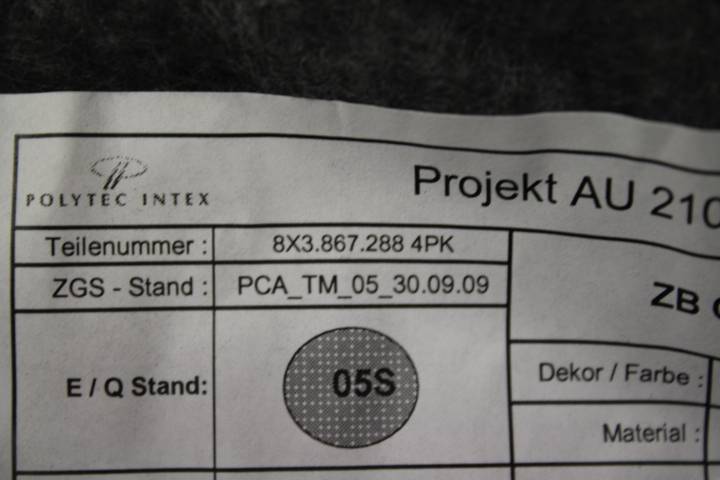 POLYTEC INTEX
Projekt AU 210
Teilenummer : 8X3.867.288 4PK
ZGS - Stand : PCA_TM_05_30.09.09
ZB
E / Q Stand: 05S
Dekor / Farbe :
Material :